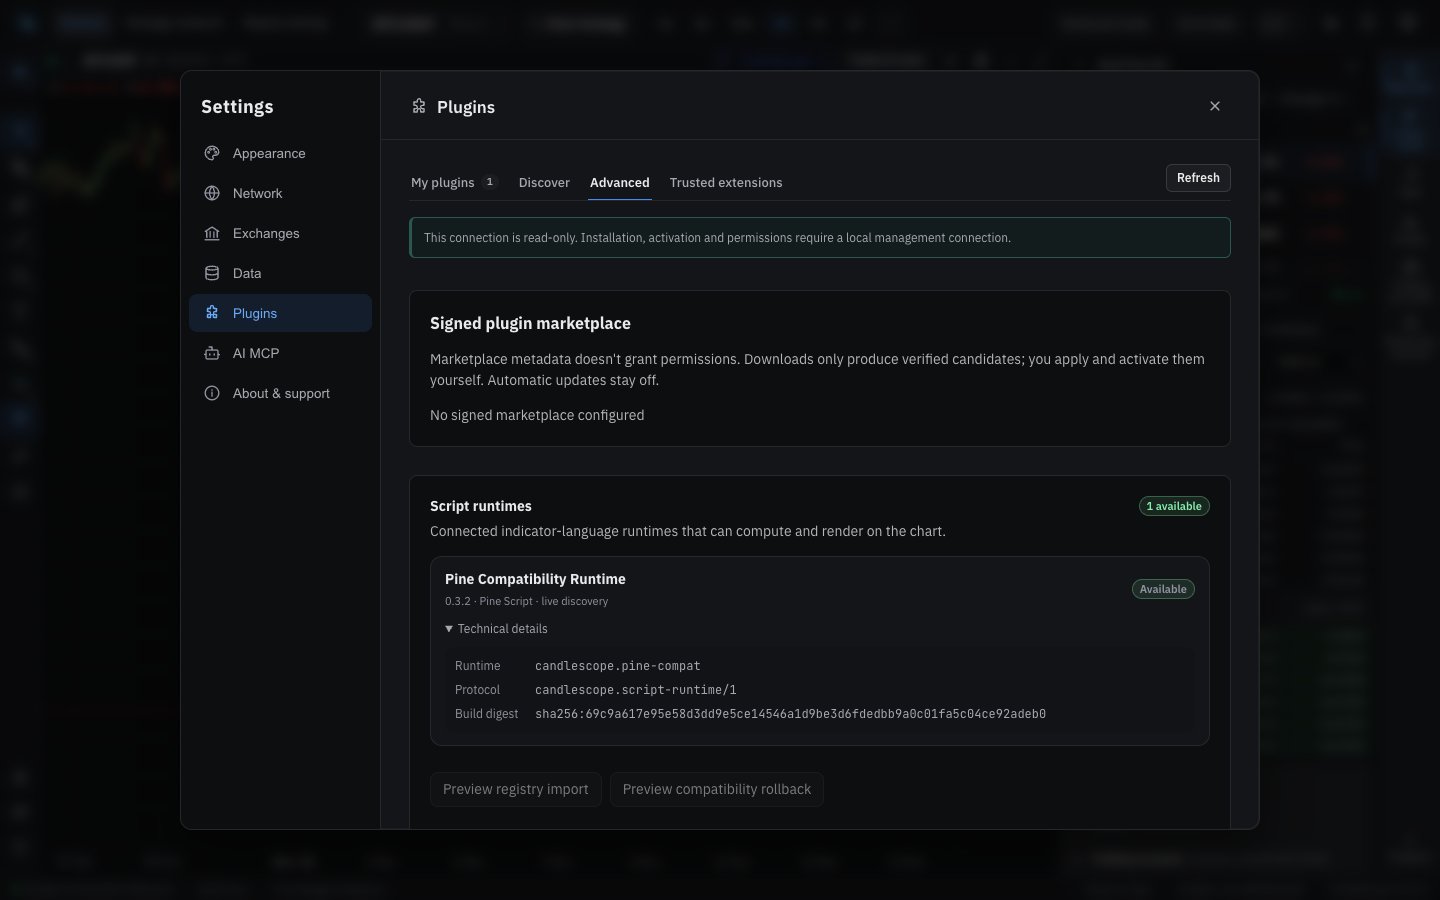 Settings
Appearance
Network
Exchanges
Data
Plugins
AI MCP
About & support
Plugins
My plugins 1
Discover
Advanced
Trusted extensions
Refresh
This connection is read-only. Installation, activation and permissions require a local management connection.
Signed plugin marketplace
Marketplace metadata doesn't grant permissions. Downloads only produce verified candidates; you apply and activate them
yourself. Automatic updates stay off.
No signed marketplace configured
Script runtimes
1 available
Connected indicator-language runtimes that can compute and render on the chart.
Pine Compatibility Runtime
Available
0.3.2 · Pine Script · live discovery
▼ Technical details
Runtime candlescope.pine-compat
Protocol candlescope.script-runtime/1
Build digest sha256:69c9a617e95e58d3dd9e5ce14546a1d9be3d6fdedbb9a0c01fa5c04ce92adeb0
Preview registry import
Preview compatibility rollback